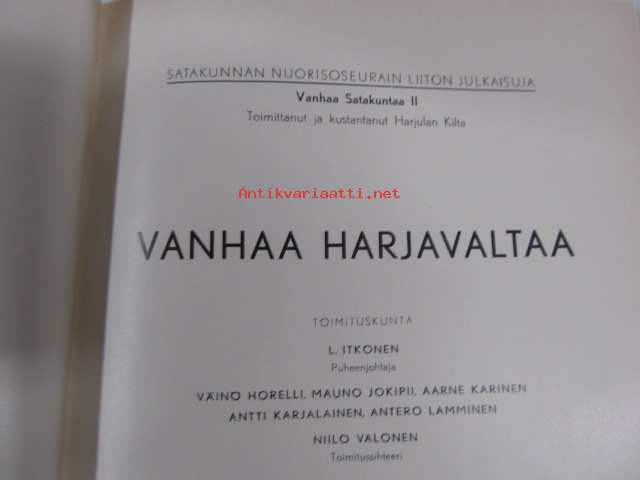 SATAKUNNAN NUORISOSEURAIN LIITON JULKAISUJA
Vanhaa Satakuntaa II
Toimittanut ja kustantanut Harjulan Kilta
Antikvariaatti.net
VANHAA HARJAVALTAA
TOIMITUSKUNTA
L. ITKONEN
Puheenjohtaja
VÄINÖ HORELLI, MAUNO JOKIPII, AARNE KARINEN
ANTTI KARJALAINEN, ANTERO LAMMINEN
NIILO VALONEN
Toimitussihteeri